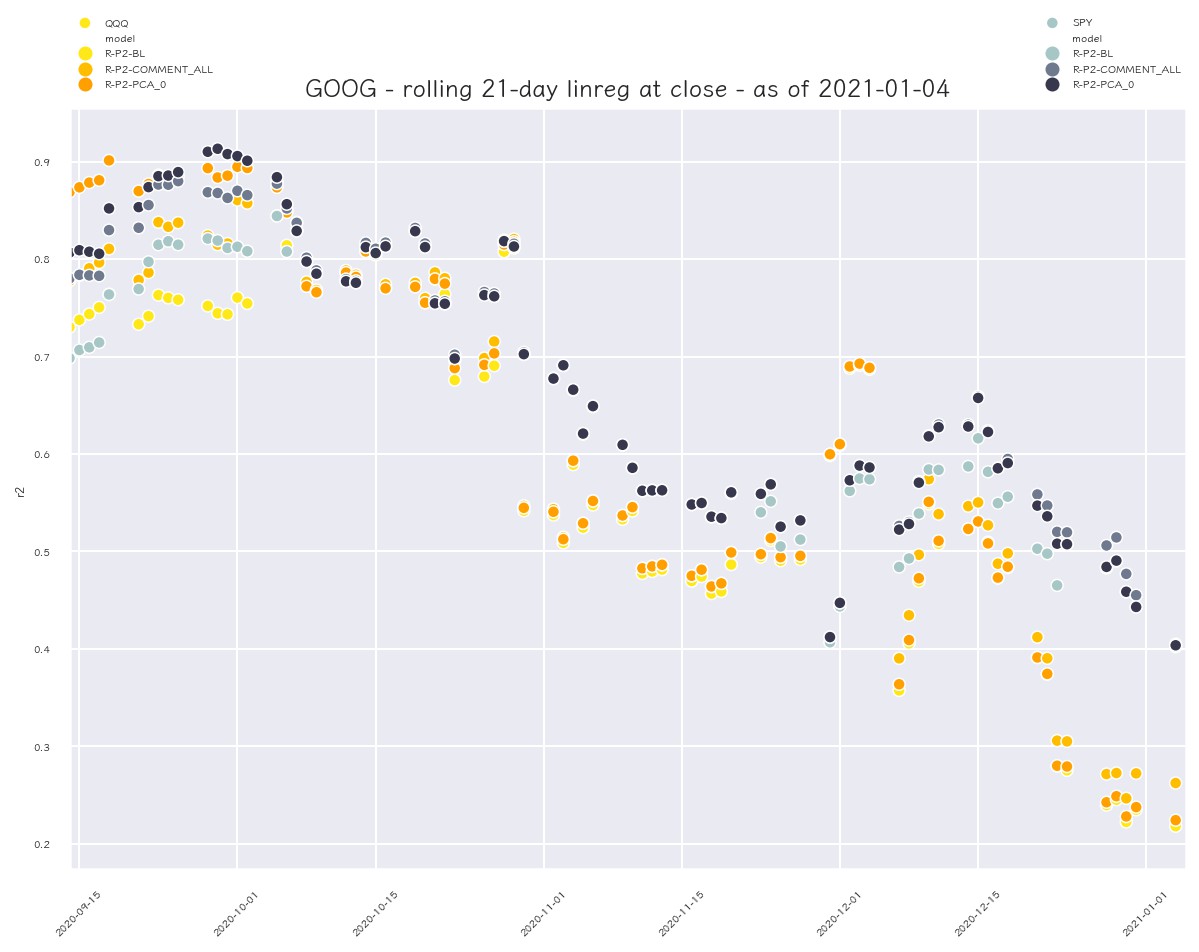 QQQ
model
R-P2-BL
R-P2-COMMENT_ALL
R-P2-PCA_0
SPY
model
R-P2-BL
R-P2-COMMENT_ALL
R-P2-PCA_0
GOOG - rolling 21-day linreg at close - as of 2021-01-04
0.9
0.8
0.7
0.6
0.5
0.4
0.3
0.2
r2
2020-09-15
2020-10-01
2020-10-15
2020-11-01
2020-11-15
2020-12-01
2020-12-15
2021-01-01